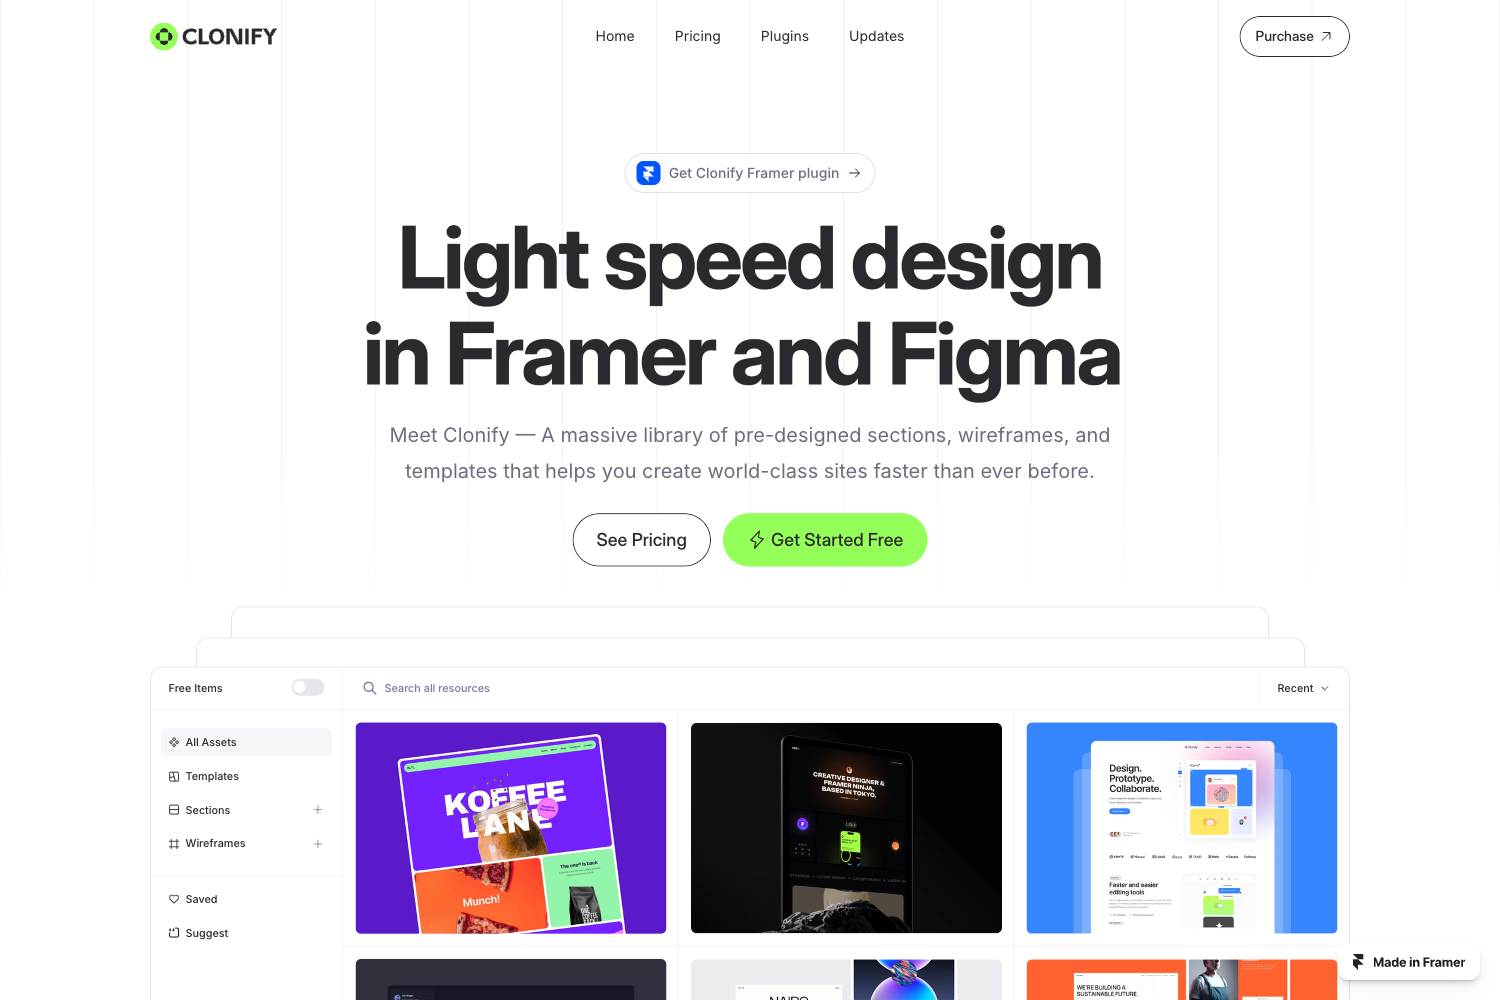 CLONIFY
Home
Pricing
Plugins
Updates
Purchase
Get Clonify Framer plugin
Light speed design
in Framer and Figma
Meet Clonify — A massive library of pre-designed sections, wireframes, and
templates that helps you create world-class sites faster than ever before.
See Pricing
Get Started Free
Free Items
Search all resources
Recent
All Assets
Templates
Sections
Wireframes
Saved
Suggest
KOFFEE
LANE
The cup® is back
Munch!
CREATIVE DESIGNER &
FRAMER NINJA,
BASED IN TOKYO.
Design.
Prototype.
Collaborate.
Faster and easier
editing tools
WE'RE BUILDING A
SUSTAINABLE FUTURE.
Made in Framer